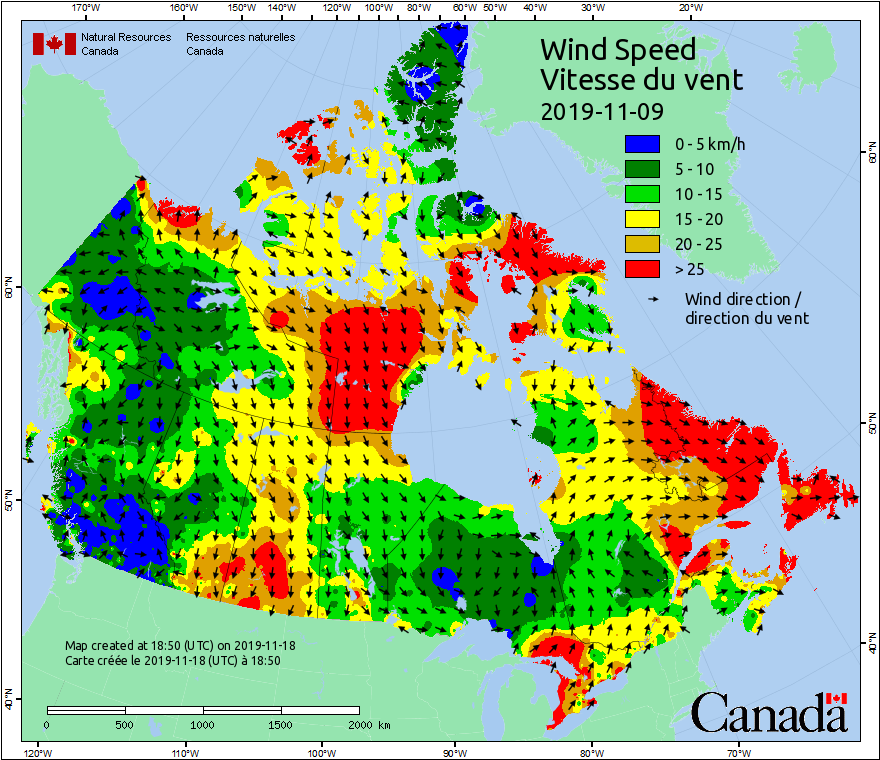 170°W 160°W 150°W 140°W 130°W 120°W 110°W 100°W 90°W 80°W 70°W 60°W 50°W 40°W 30°W 20°W
Natural Resources Ressources naturelles
Canada Canada
Wind Speed
Vitesse du vent
2019-11-09
0 - 5 km/h
5 - 10
10 - 15
15 - 20
20 - 25
> 25
Wind direction /
direction du vent
60°N
60°N
50°N
50°N
40°N
40°N
Map created at 18:50 (UTC) on 2019-11-18
Carte créée le 2019-11-18 (UTC) à 18:50
0 500 1000 1500 2000 km
Canada
120°W 110°W 100°W 90°W 80°W 70°W